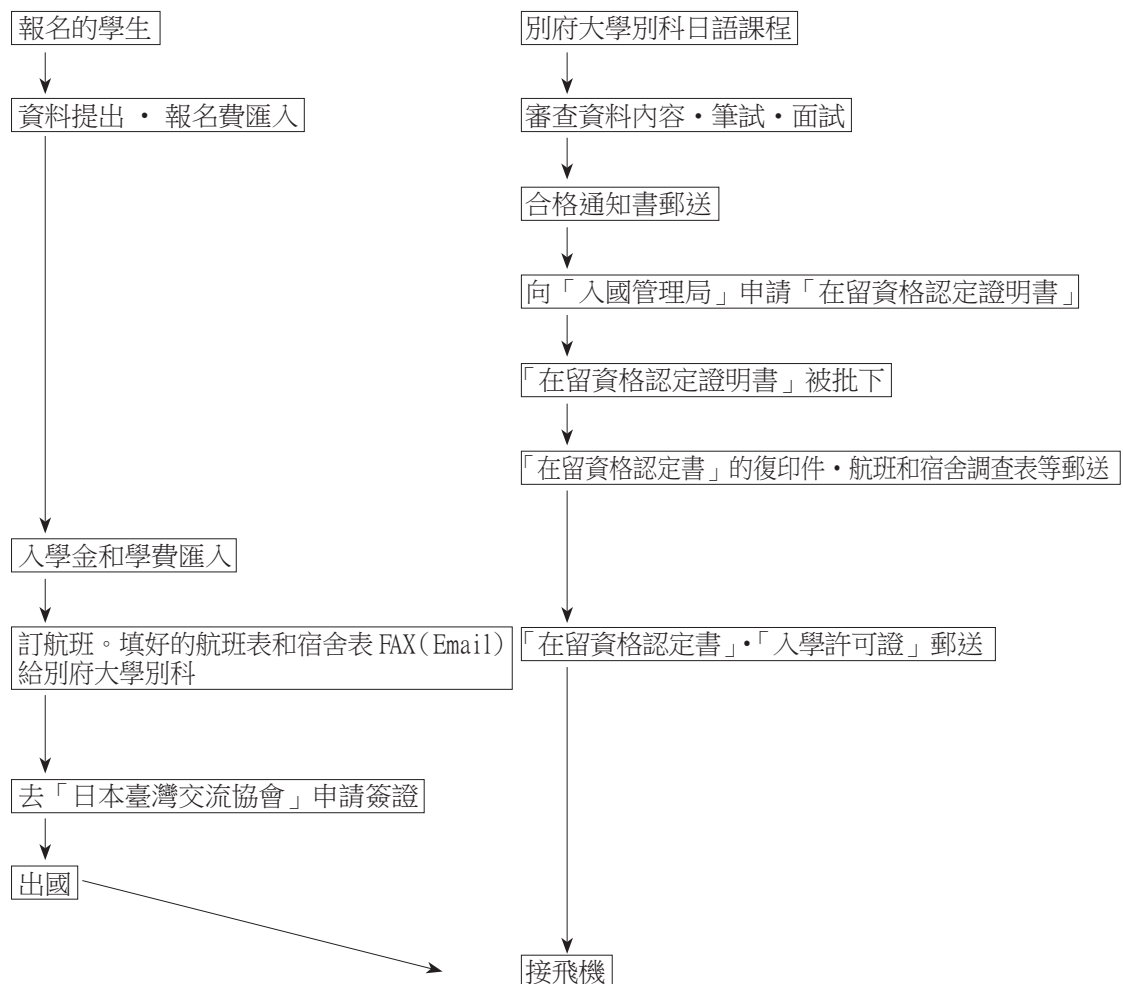 報名的學生
別府大學別科日語課程
資料提出 ・ 報名費匯入
審查資料內容・筆試・面試
合格通知書郵送
向「入國管理局」申請「在留資格認定證明書」
「在留資格認定證明書」被批下
「在留資格認定書」的復印件・航班和宿舍調查表等郵送
入學金和學費匯入
訂航班。填好的航班表和宿舍表 FAX(Email)
給別府大學別科
「在留資格認定書」・「入學許可證」郵送
去「日本臺灣交流協會」申請簽證
出國
接飛機